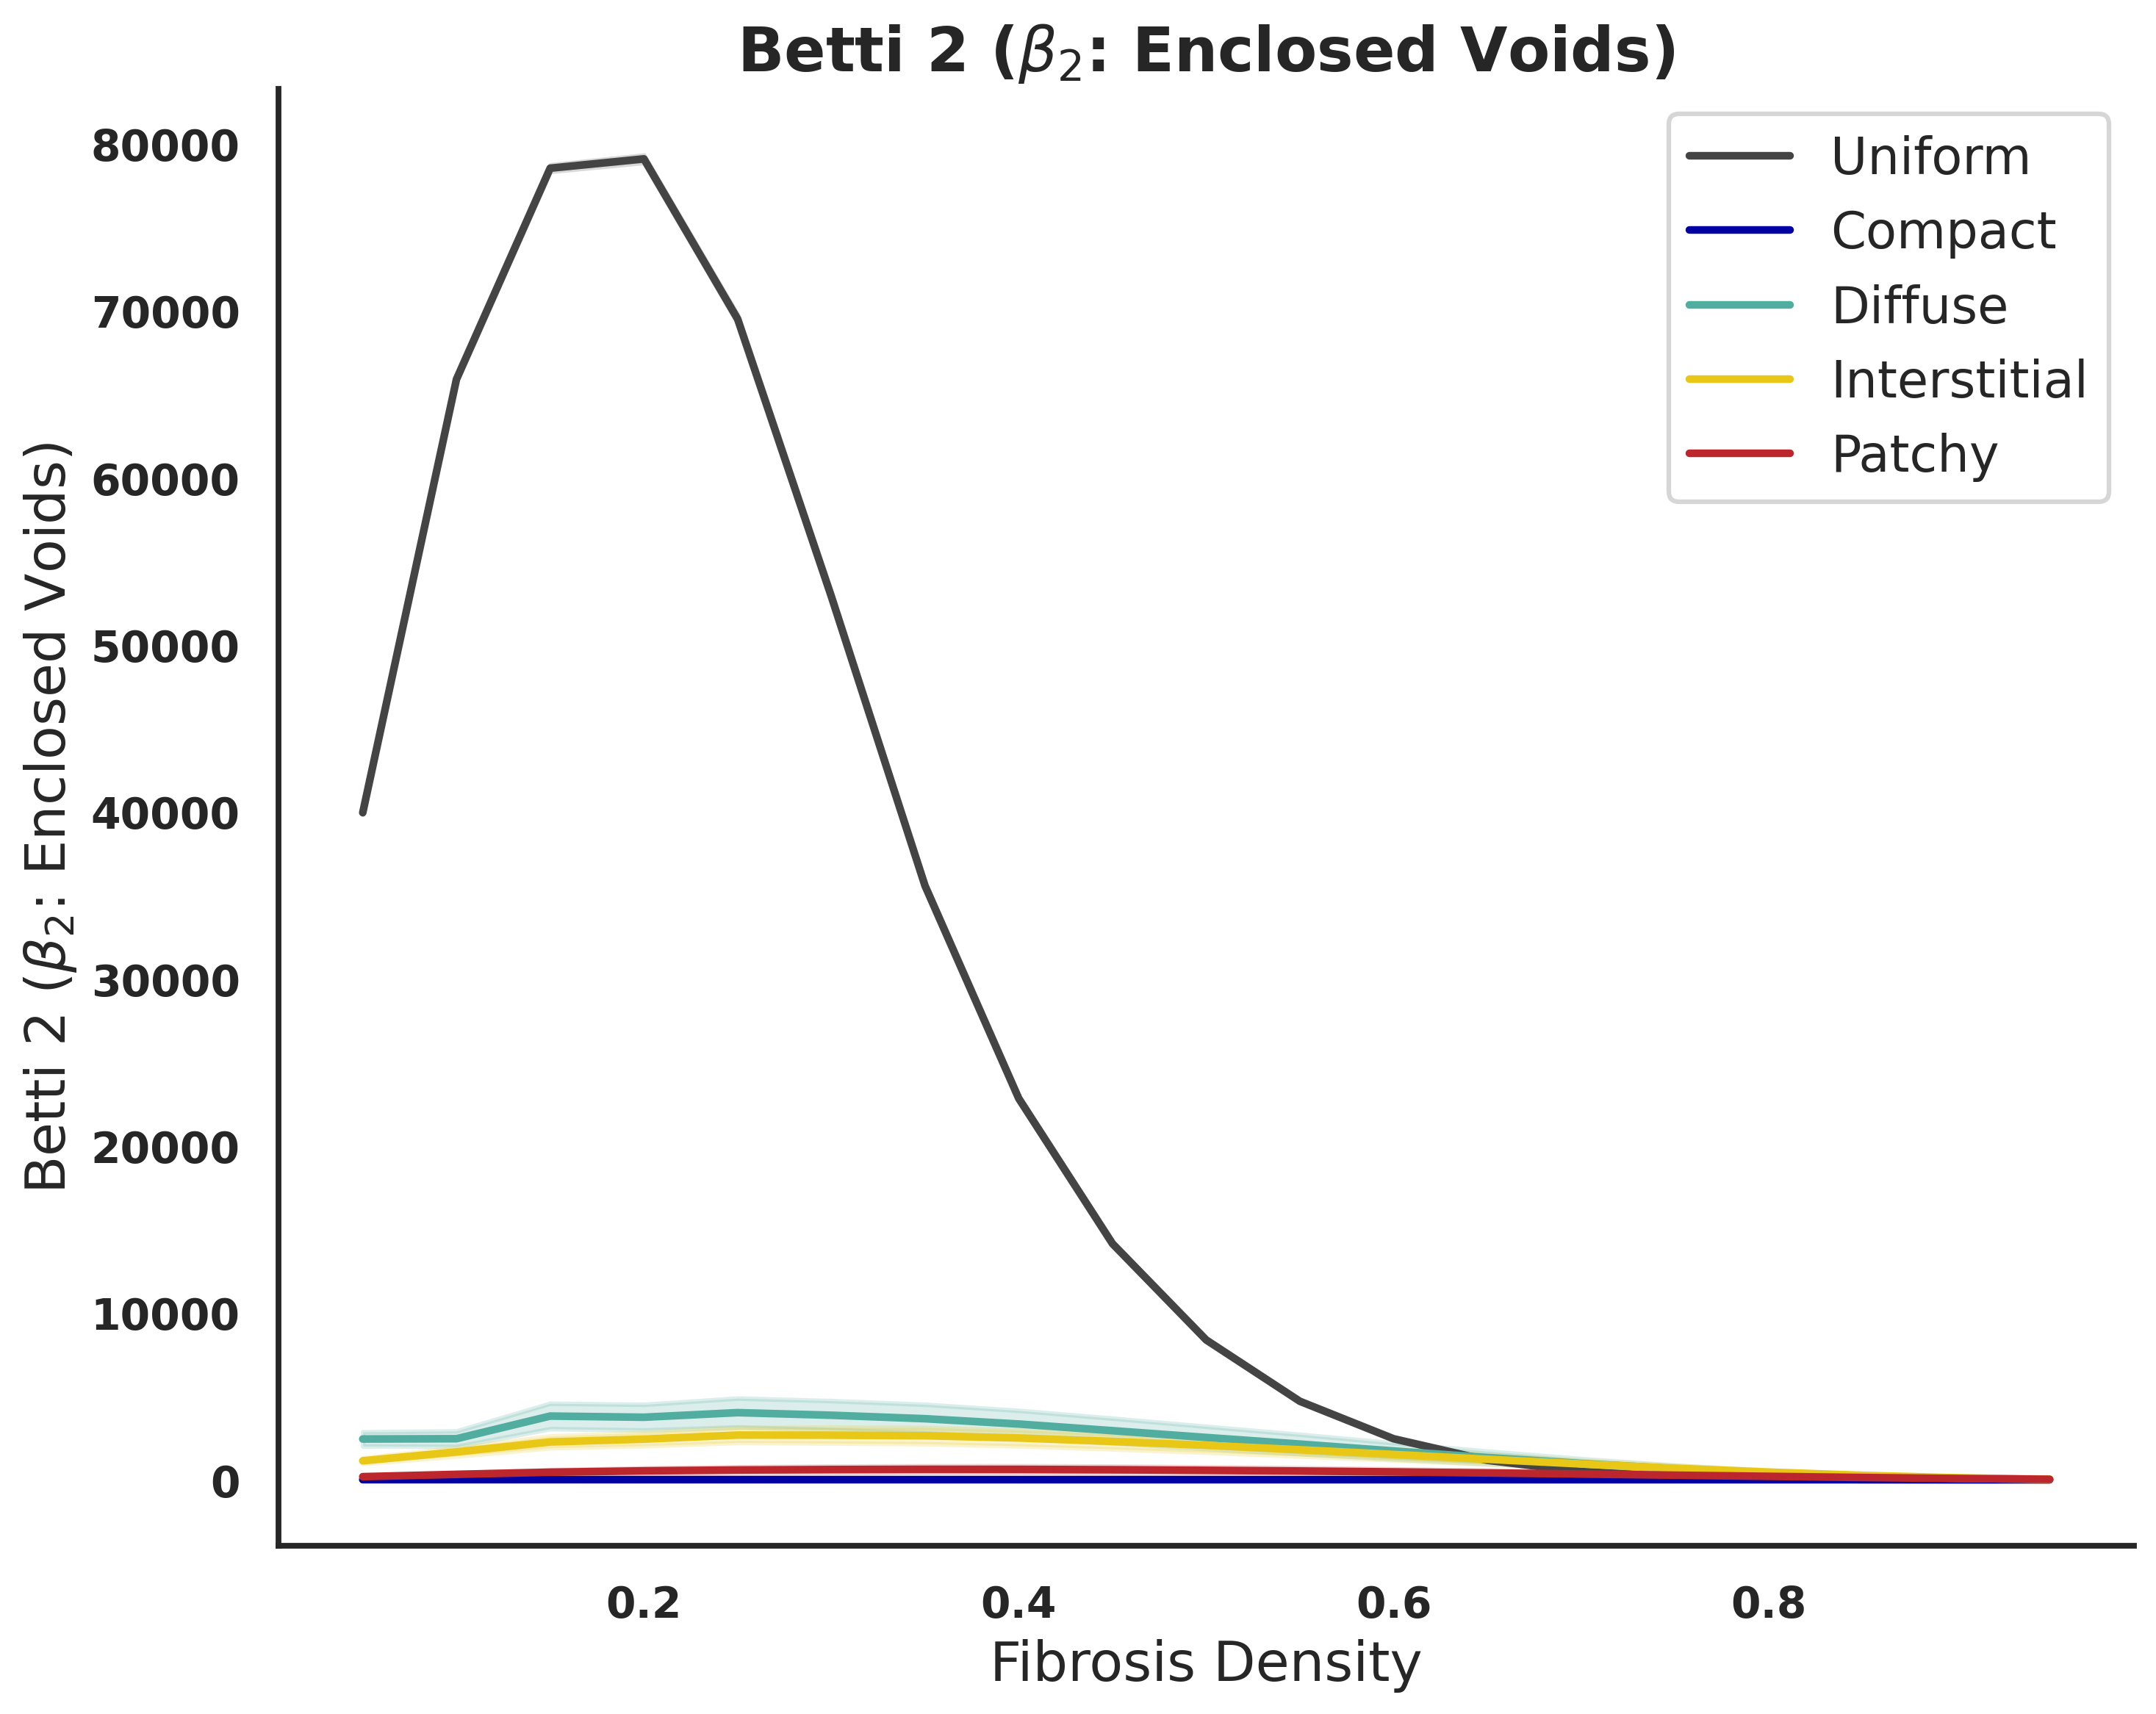 Betti 2 (β₂: Enclosed Voids)
Betti 2 (β₂: Enclosed Voids)
80000
70000
60000
50000
40000
30000
20000
10000
0
Uniform
Compact
Diffuse
Interstitial
Patchy
0.2 0.4 0.6 0.8
Fibrosis Density